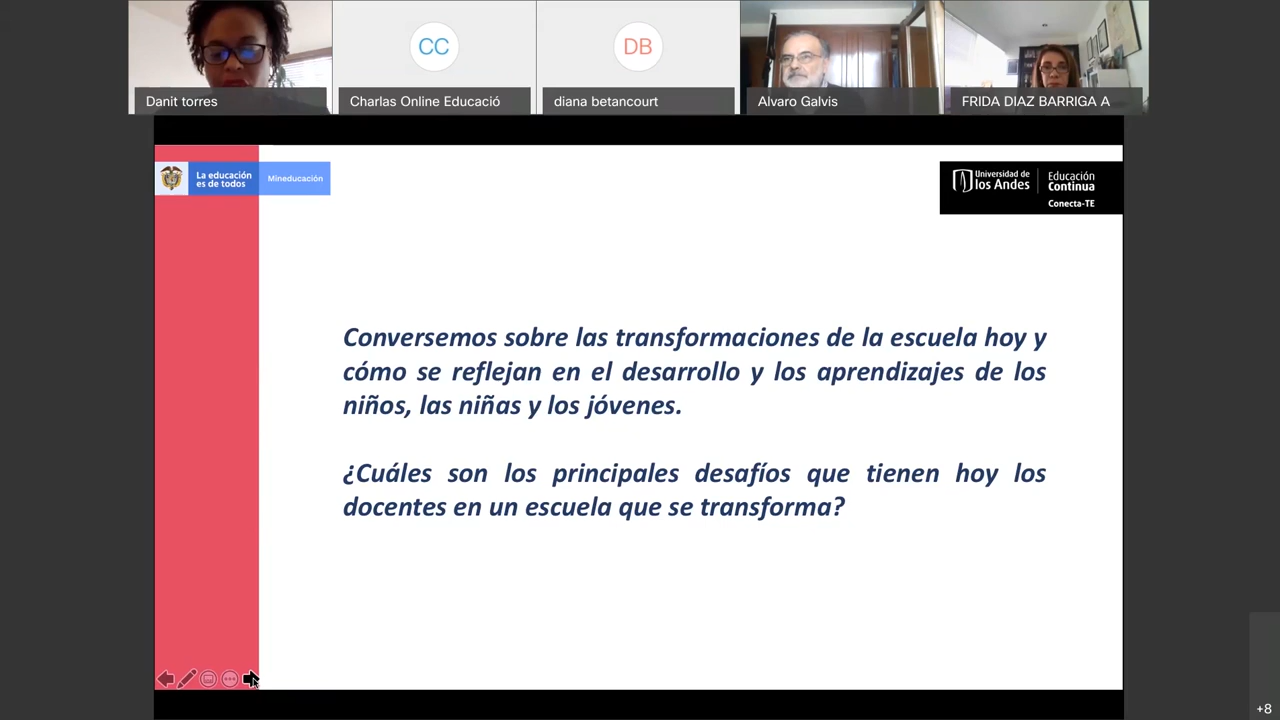 CC
DB
Danit torres
Charlas Online Educació
diana betancourt
Alvaro Galvis
FRIDA DIAZ BARRIGA A
La educación
es de todos
Mineducación
Universidad de
los Andes
Educación
Continua
Conecta-TE
Conversemos sobre las transformaciones de la escuela hoy y
cómo se reflejan en el desarrollo y los aprendizajes de los
niños, las niñas y los jóvenes.
¿Cuáles son los principales desafíos que tienen hoy los
docentes en un escuela que se transforma?
+8